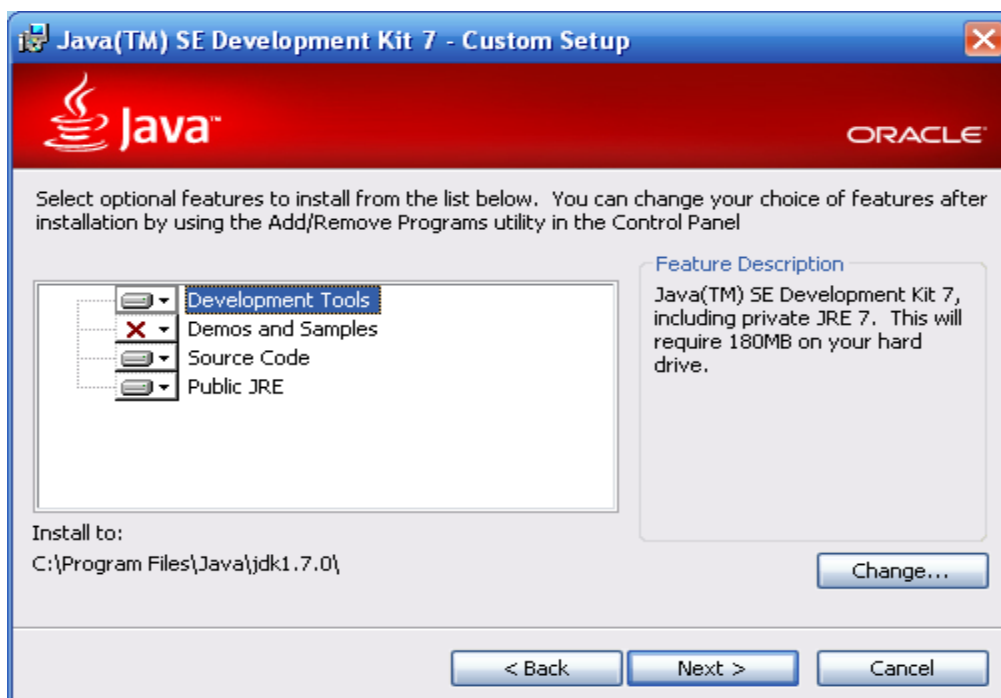 Java(TM) SE Development Kit 7 - Custom Setup
Java™
ORACLE®
Select optional features to install from the list below.  You can change your choice of features after
installation by using the Add/Remove Programs utility in the Control Panel
Development Tools
Demos and Samples
Source Code
Public JRE
Feature Description
Java(TM) SE Development Kit 7,
including private JRE 7.  This will
require 180MB on your hard
drive.
Install to:
C:\Program Files\Java\jdk1.7.0\
Change...
< Back
Next >
Cancel